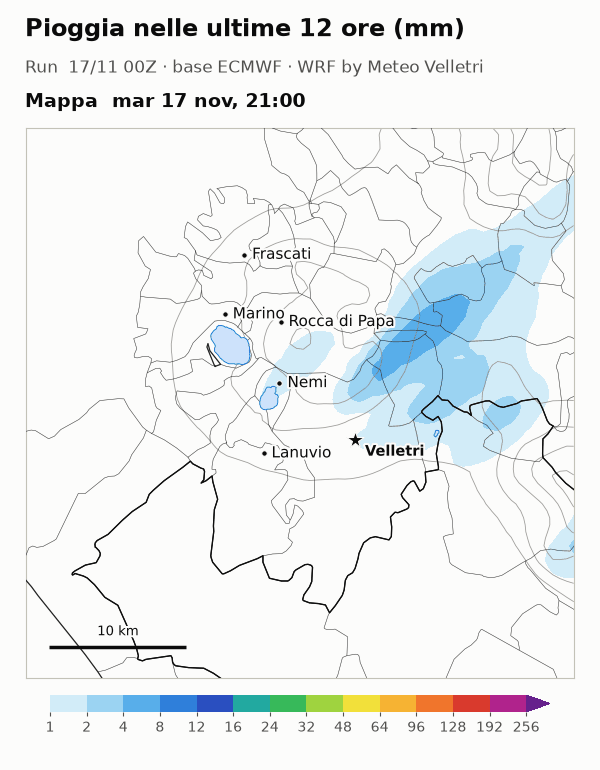 Pioggia nelle ultime 12 ore (mm)
Run  17/11 00Z · base ECMWF · WRF by Meteo Velletri
Mappa  mar 17 nov, 21:00
Frascati
Marino
Rocca di Papa
Nemi
Velletri
Lanuvio
10 km
1 2 4 8 12 16 24 32 48 64 96 128 192 256